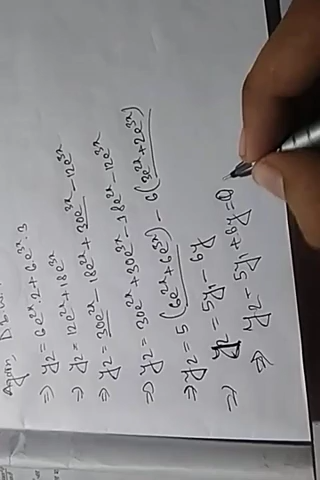 Again,
⇒ y₂ = 6e²ˣ.2 + 6e³ˣ.3
⇒ y₂ = 12e²ˣ + 18e³ˣ
⇒ y₂ = 30e²ˣ - 18e²ˣ + 30e³ˣ - 12e³ˣ
⇒ y₂ = 30e²ˣ + 30e³ˣ - 18e²ˣ - 12e³ˣ
⇒ y₂ = 5(6e²ˣ + 6e³ˣ) - 6(3e²ˣ + 2e³ˣ)
⇒ y₂ = 5y₁ - 6y
⇒ y₂ - 5y₁ + 6y = 0